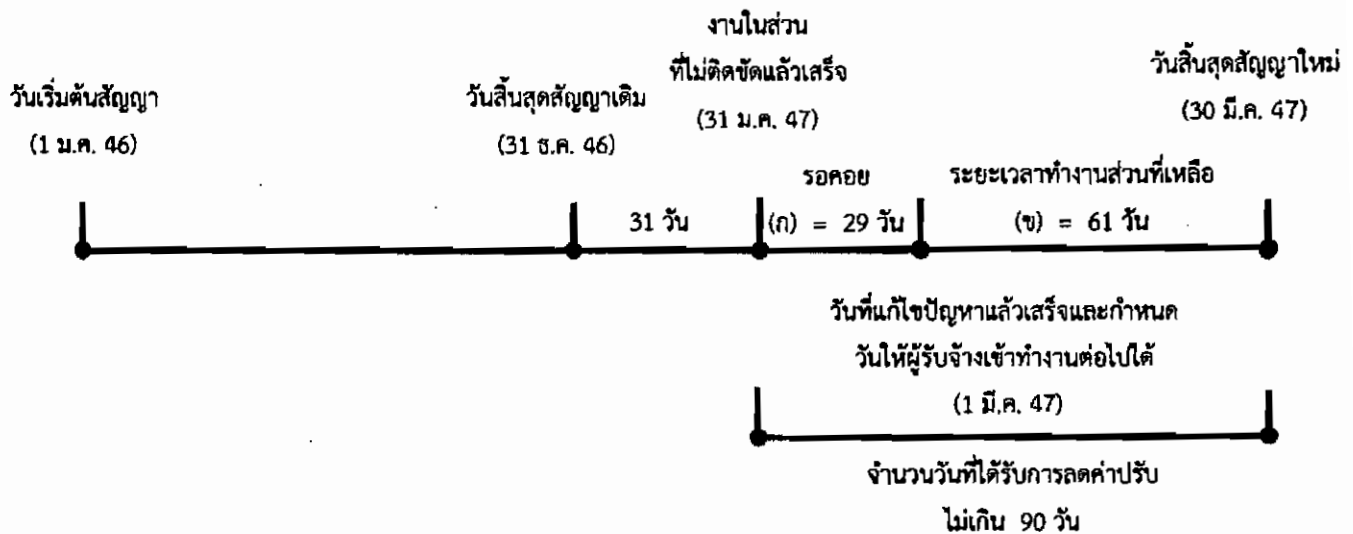 งานในส่วน
ที่ไม่ติดขัดแล้วเสร็จ
(31 ม.ค. 47)
วันเริ่มต้นสัญญา
(1 ม.ค. 46)
วันสิ้นสุดสัญญาเดิม
(31 ธ.ค. 46)
วันสิ้นสุดสัญญาใหม่
(30 มี.ค. 47)
31 วัน
รอคอย
(ก) = 29 วัน
ระยะเวลาทำงานส่วนที่เหลือ
(ข) = 61 วัน
วันที่แก้ไขปัญหาแล้วเสร็จและกำหนด
วันให้ผู้รับจ้างเข้าทำงานต่อไปได้
(1 มี.ค. 47)
จำนวนวันที่ได้รับการลดค่าปรับ
ไม่เกิน 90 วัน